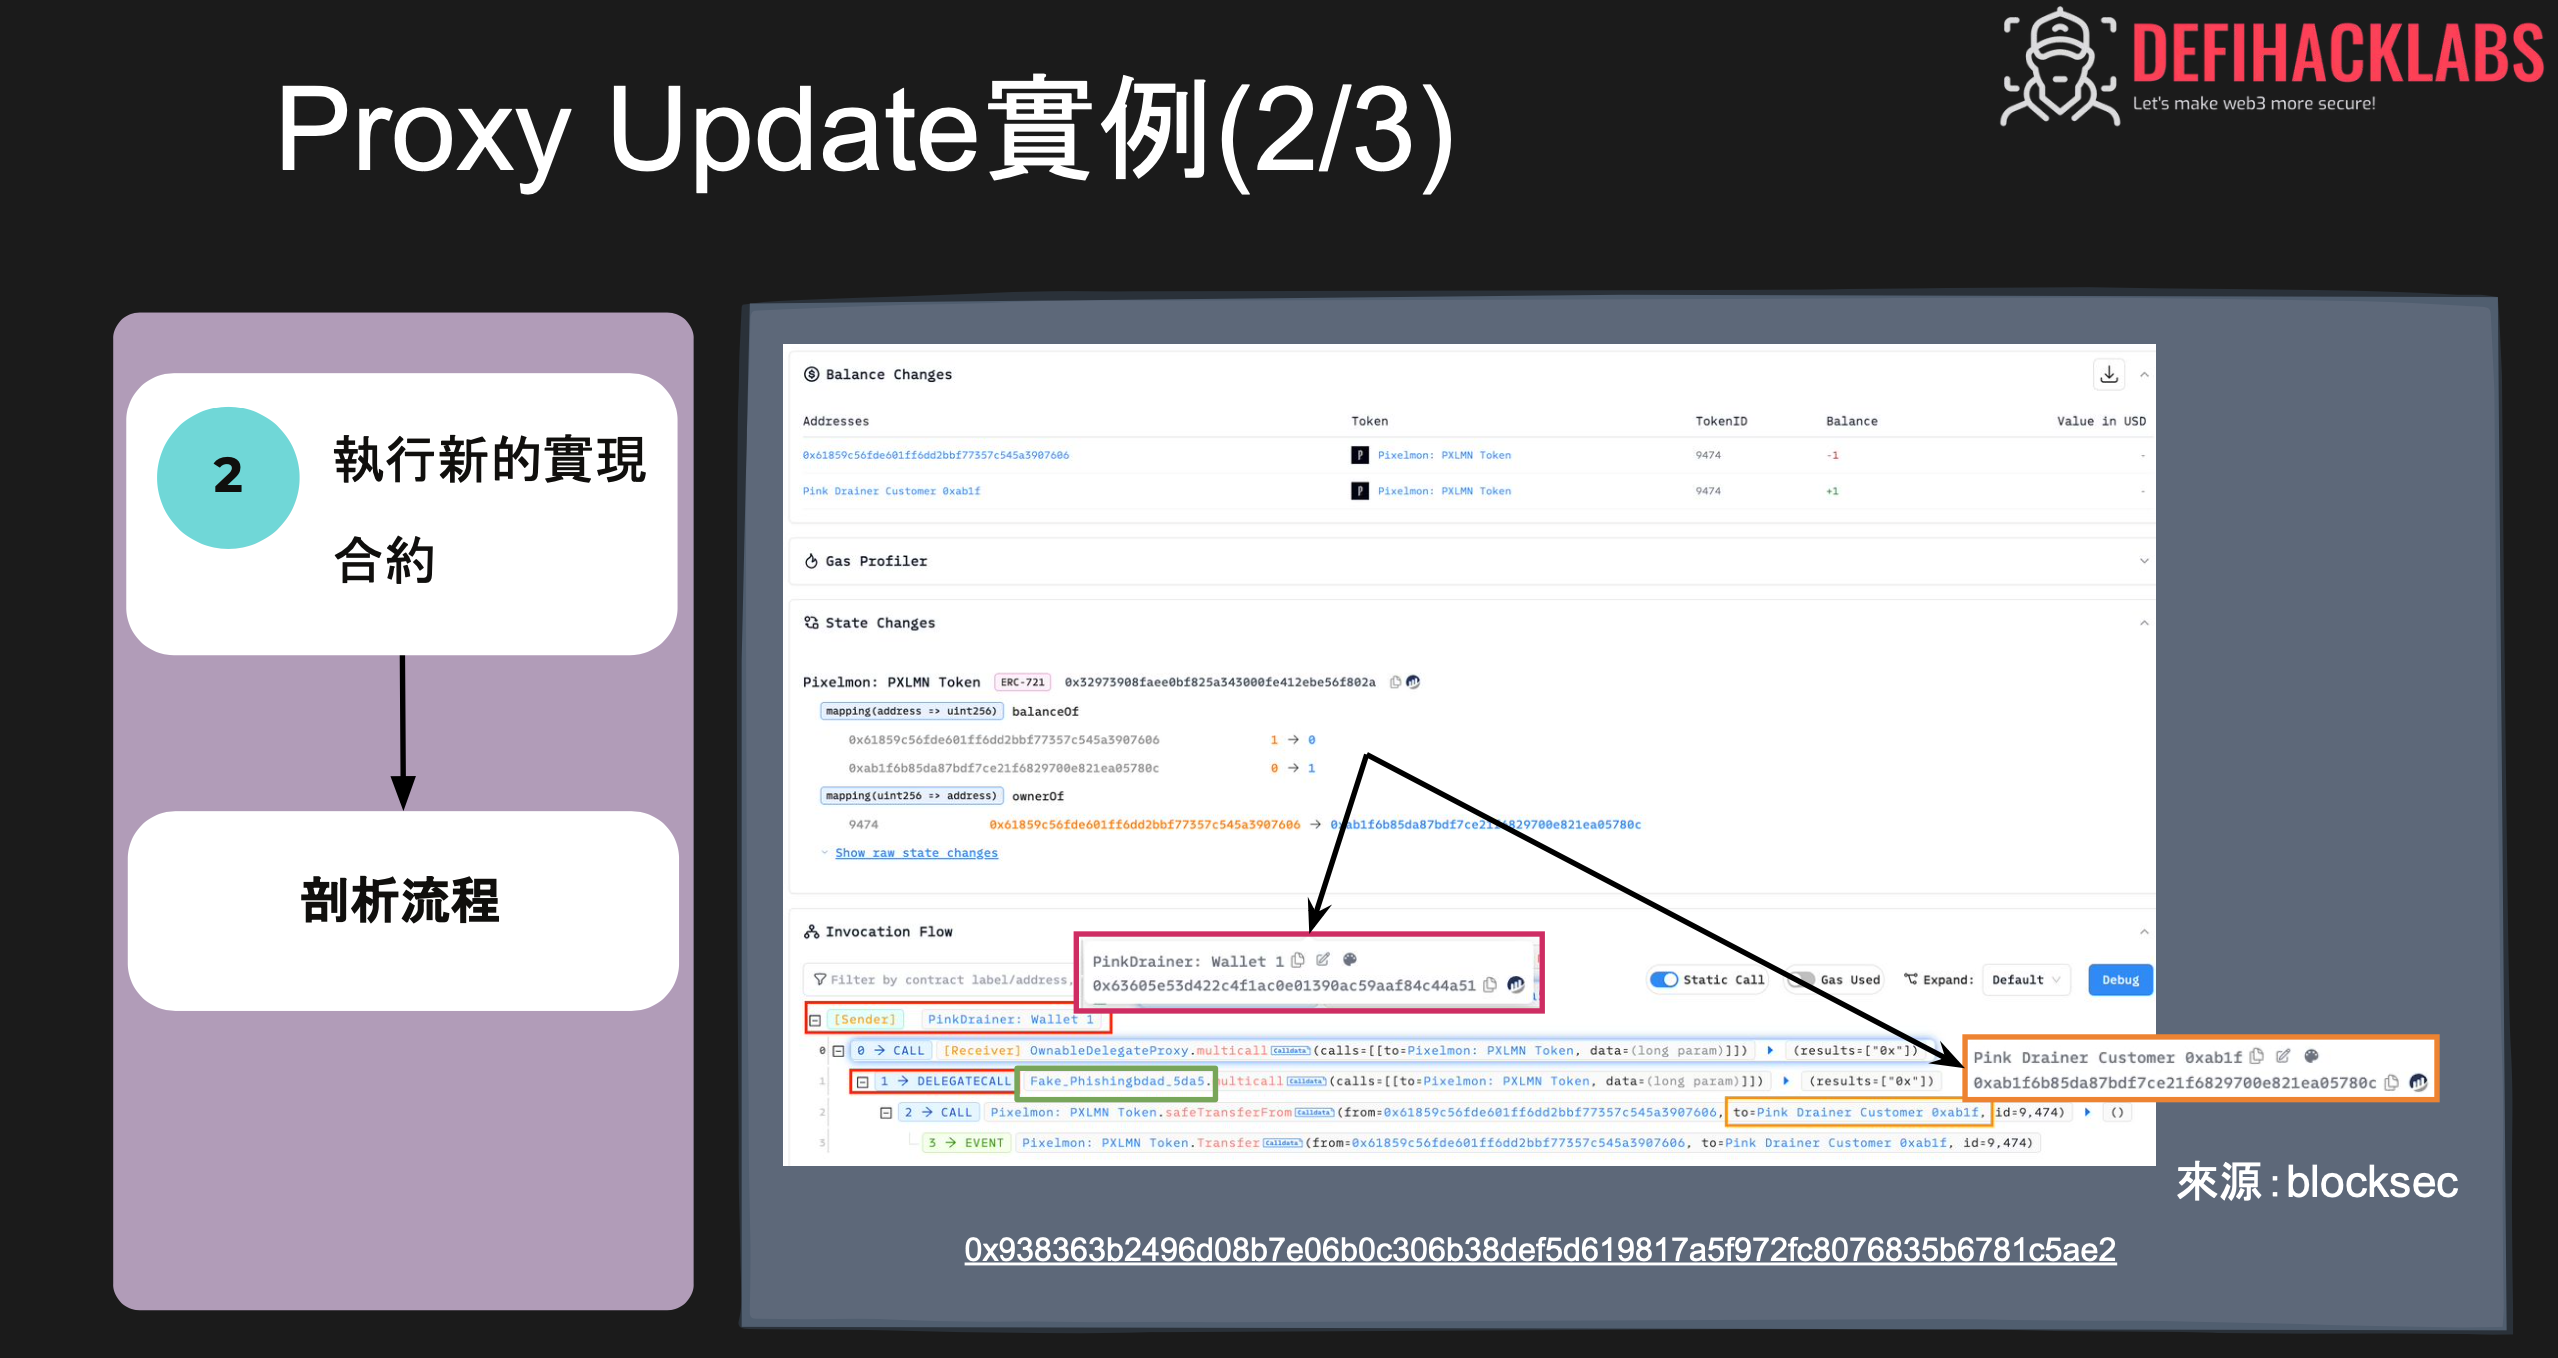 DEFIHACKLABS
Let's make web3 more secure!
Proxy Update實例(2/3)
2
執行新的實現
合約
剖析流程
Balance Changes
Addresses Token TokenID Balance Value in USD
0x61859c56fde601ff6dd2bbf77357c545a3907606 Pixelmon: PXLMN Token 9474 -1 -
Pink Drainer Customer 0xab1f Pixelmon: PXLMN Token 9474 +1 -
Gas Profiler
State Changes
Pixelmon: PXLMN Token ERC-721 0x32973908faee0bf825a343000fe412ebe56f802a
mapping(address => uint256) balanceOf
0x61859c56fde601ff6dd2bbf77357c545a3907606 1 → 0
0xab1f6b85da87bdf7ce21f6829700e821ea05780c 0 → 1
mapping(uint256 => address) ownerOf
9474 0x61859c56fde601ff6dd2bbf77357c545a3907606 → 0xab1f6b85da87bdf7ce21f6829700e821ea05780c
Show raw state changes
Invocation Flow
PinkDrainer: Wallet 1
0x63605e53d422c4f1ac0e01390ac59aaf84c44a51
Filter by contract label/address, Static Call Gas Used Expand: Default Debug
[Sender] PinkDrainer: Wallet 1
0 0 → CALL [Receiver] OwnableDelegateProxy.multicall Calldata (calls=[[to=Pixelmon: PXLMN Token, data=(long param)]]) (results=["0x"])
Pink Drainer Customer 0xab1f
0xab1f6b85da87bdf7ce21f6829700e821ea05780c
1 1 → DELEGATECALL Fake_Phishingbdad_5da5.multicall Calldata (calls=[[to=Pixelmon: PXLMN Token, data=(long param)]]) (results=["0x"])
2 2 → CALL Pixelmon: PXLMN Token.safeTransferFrom Calldata (from=0x61859c56fde601ff6dd2bbf77357c545a3907606, to=Pink Drainer Customer 0xab1f, id=9,474) ()
3 3 → EVENT Pixelmon: PXLMN Token.Transfer Calldata (from=0x61859c56fde601ff6dd2bbf77357c545a3907606, to=Pink Drainer Customer 0xab1f, id=9,474)
來源：blocksec
0x938363b2496d08b7e06b0c306b38def5d619817a5f972fc8076835b6781c5ae2